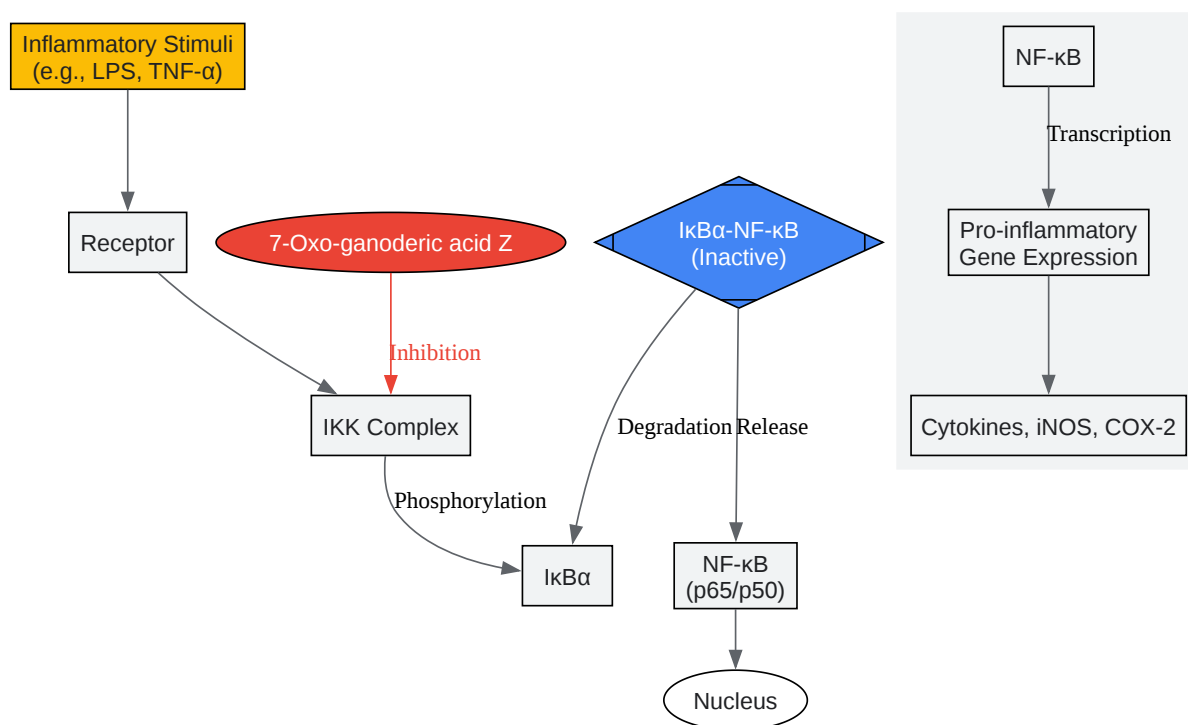 Inflammatory Stimuli
(e.g., LPS, TNF-α)
NF-κB
Transcription
Receptor
7-Oxo-ganoderic acid Z
IκBα-NF-κB
(Inactive)
Pro-inflammatory
Gene Expression
Inhibition
IKK Complex
Degradation
Release
Cytokines, iNOS, COX-2
Phosphorylation
IκBα
NF-κB
(p65/p50)
Nucleus